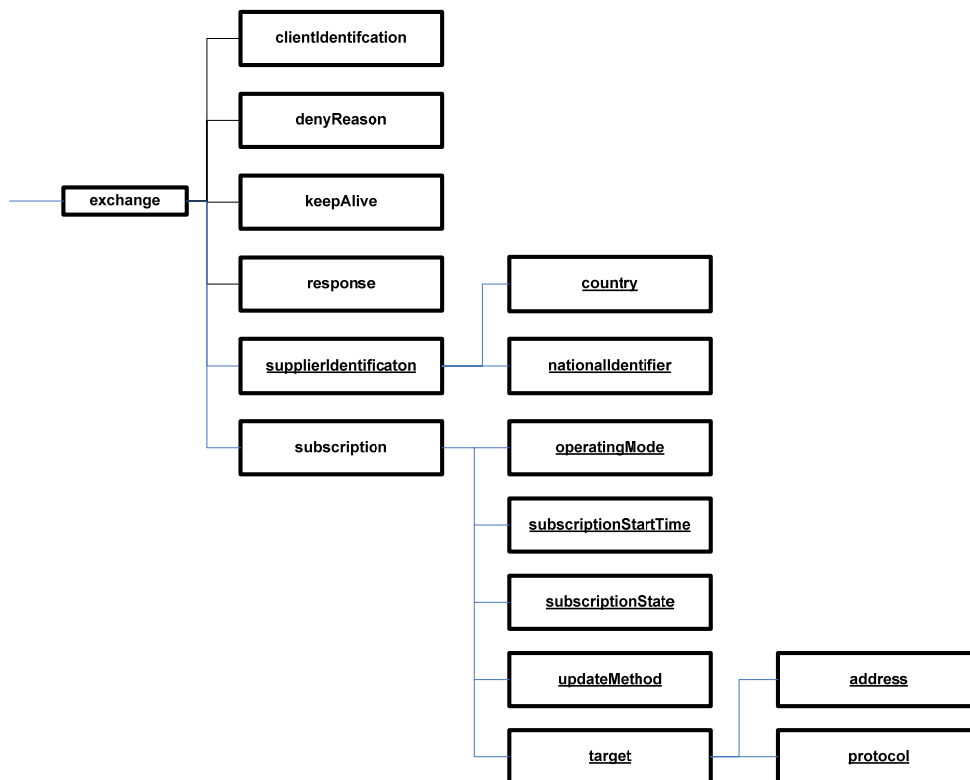 clientIdentifcation
denyReason
exchange
keepAlive
response
country
supplierIdentificaton
nationalIdentifier
subscription
operatingMode
subscriptionStartTime
subscriptionState
updateMethod
address
target
protocol